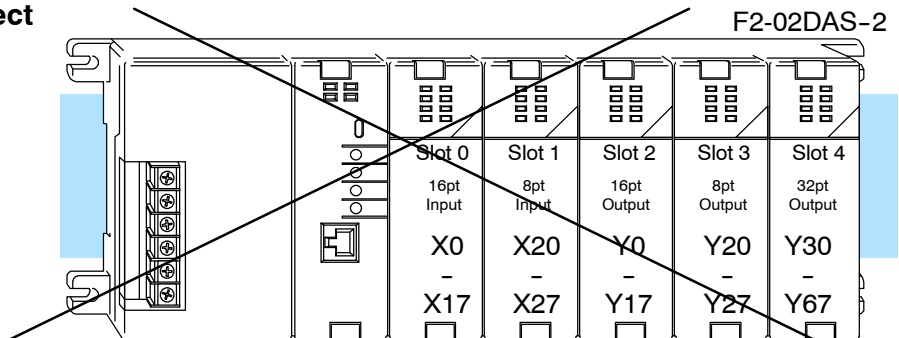 ect
F2-02DAS-2
Slot 0 Slot 1 Slot 2 Slot 3 Slot 4
16pt 8pt 16pt 8pt 32pt
Input Input Output Output Output
X0 X20 Y0 Y20 Y30
- - - - -
X17 X27 Y17 Y27 Y67